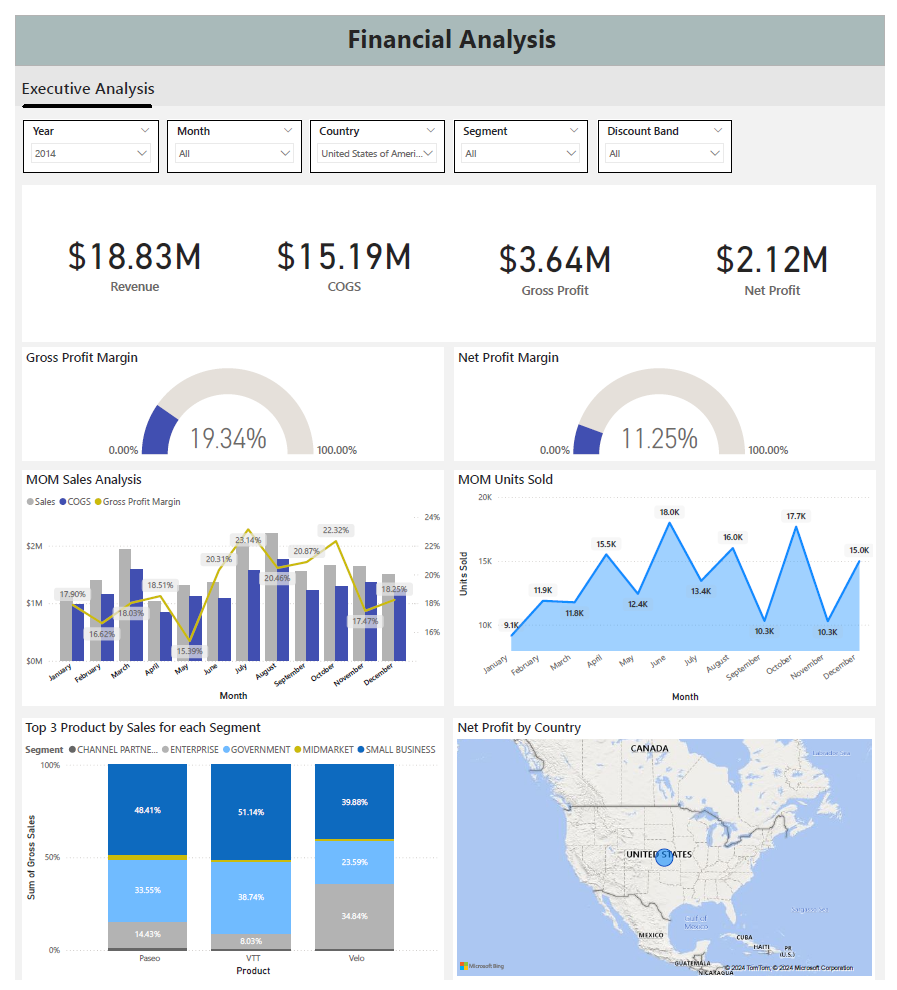 Financial Analysis
Executive Analysis
Year Month Country Segment Discount Band
2014 All United States of Ameri... All All
$18.83M $15.19M $3.64M $2.12M
Revenue COGS Gross Profit Net Profit
Gross Profit Margin
19.34%
0.00% 100.00%
Net Profit Margin
11.25%
0.00% 100.00%
MOM Sales Analysis
Sales COGS Gross Profit Margin
24%
$2M 22%
20%
$1M 18%
16%
$0M
17.90% 16.62% 18.03% 18.51% 15.39% 20.31% 23.14% 20.46% 20.87% 22.32% 17.47% 18.25%
January February March April May June July August September October November December
Month
MOM Units Sold
20K
15K
10K
Units Sold
9.1K 11.9K 11.8K 15.5K 12.4K 18.0K 13.4K 16.0K 10.3K 17.7K 10.3K 15.0K
January February March April May June July August September October November December
Month
Top 3 Product by Sales for each Segment
Segment CHANNEL PARTNE... ENTERPRISE GOVERNMENT MIDMARKET SMALL BUSINESS
100%
50%
0%
Sum of Gross Sales
48.41% 51.14% 39.88%
33.55% 38.74% 23.59%
14.43% 8.03% 34.84%
Paseo VTT Velo
Product
Net Profit by Country
CANADA
UNITED STATES
Gulf of
Mexico
MEXICO
CUBA
HAITI
PR
(U.S.)
GUATEMALA
NICARAGUA
Microsoft Bing
© 2024 TomTom, © 2024 Microsoft Corporation